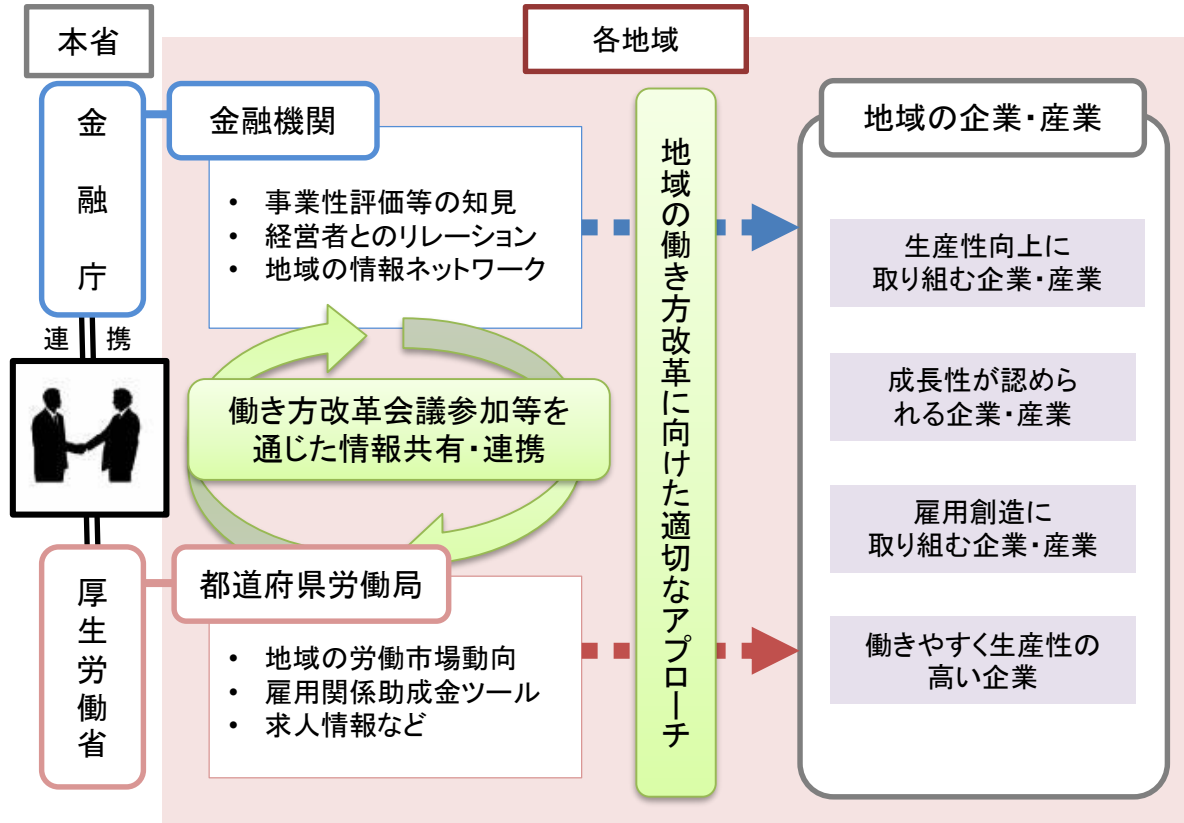 本省
各地域
金融庁
金融機関
• 事業性評価等の知見
• 経営者とのリレーション
• 地域の情報ネットワーク
連携
働き方改革会議参加等を
通じた情報共有・連携
厚生労働省
都道府県労働局
• 地域の労働市場動向
• 雇用関係助成金ツール
• 求人情報など
地域の働き方改革に向けた適切なアプローチ
地域の企業・産業
生産性向上に
取り組む企業・産業
成長性が認めら
れる企業・産業
雇用創造に
取り組む企業・産業
働きやすく生産性の
高い企業